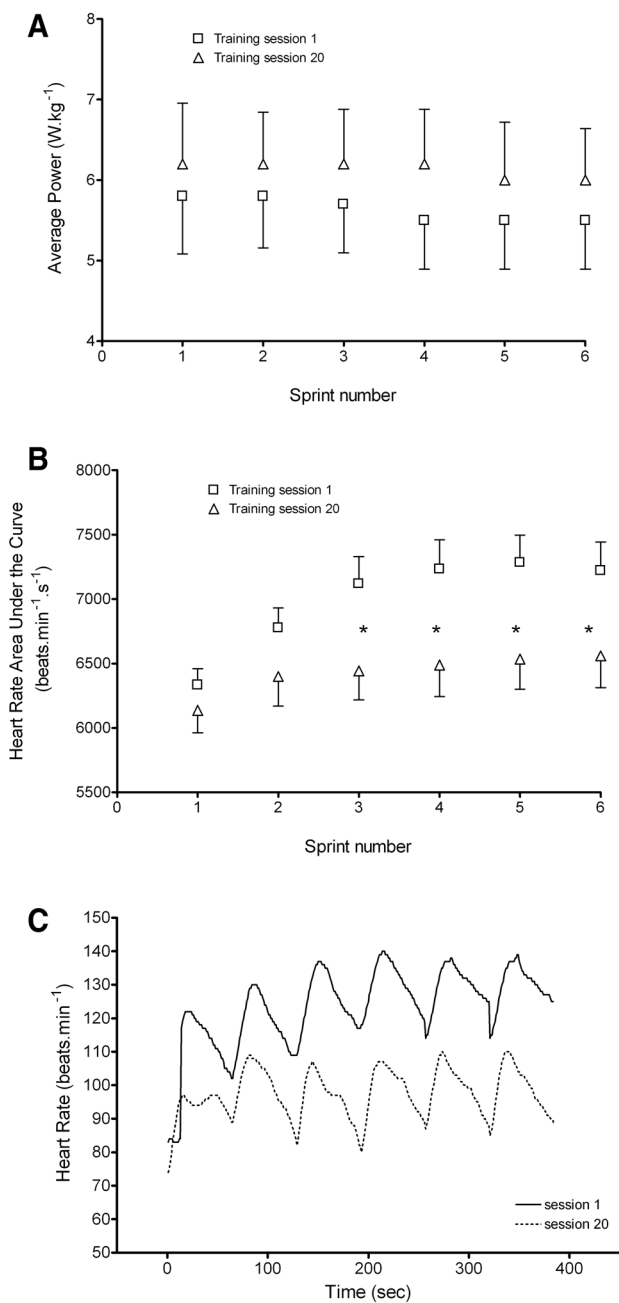 A
Average Power (W.kg⁻¹)
8
7
6
5
4
Training session 1
Training session 20
0 1 2 3 4 5 6
Sprint number
B
Heart Rate Area Under the Curve
(beats.min⁻¹.s⁻¹)
8000
7500
7000
6500
6000
5500
Training session 1
Training session 20
* * * *
0 1 2 3 4 5 6
Sprint number
C
Heart Rate (beats.min⁻¹)
150
140
130
120
110
100
90
80
70
60
50
session 1
session 20
0 100 200 300 400
Time (sec)